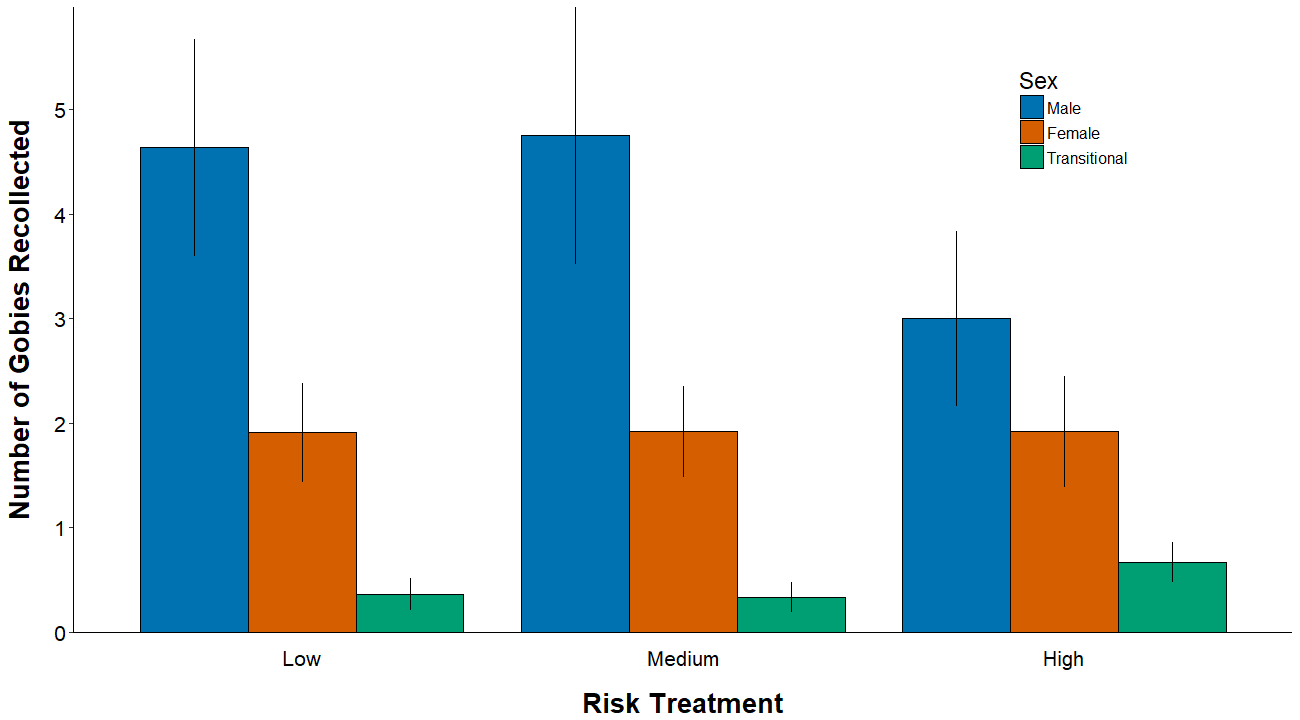 Number of Gobies Recollected
5
4
3
2
1
0
Sex
Male
Female
Transitional
Low
Medium
High
Risk Treatment